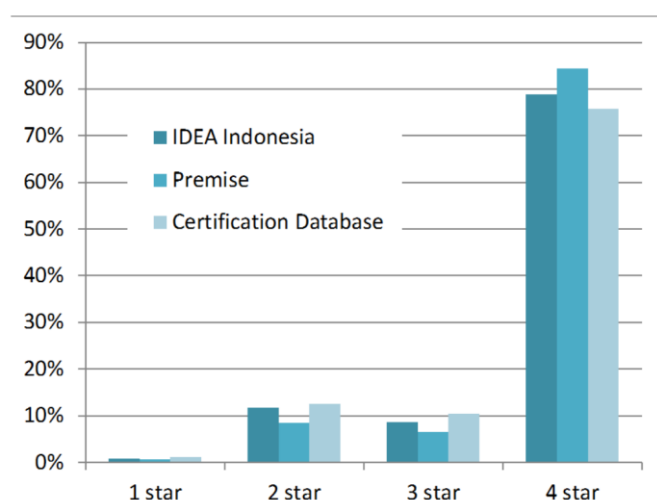 90%
80%
70%
60%
50%
40%
30%
20%
10%
0%
IDEA Indonesia
Premise
Certification Database
1 star 2 star 3 star 4 star